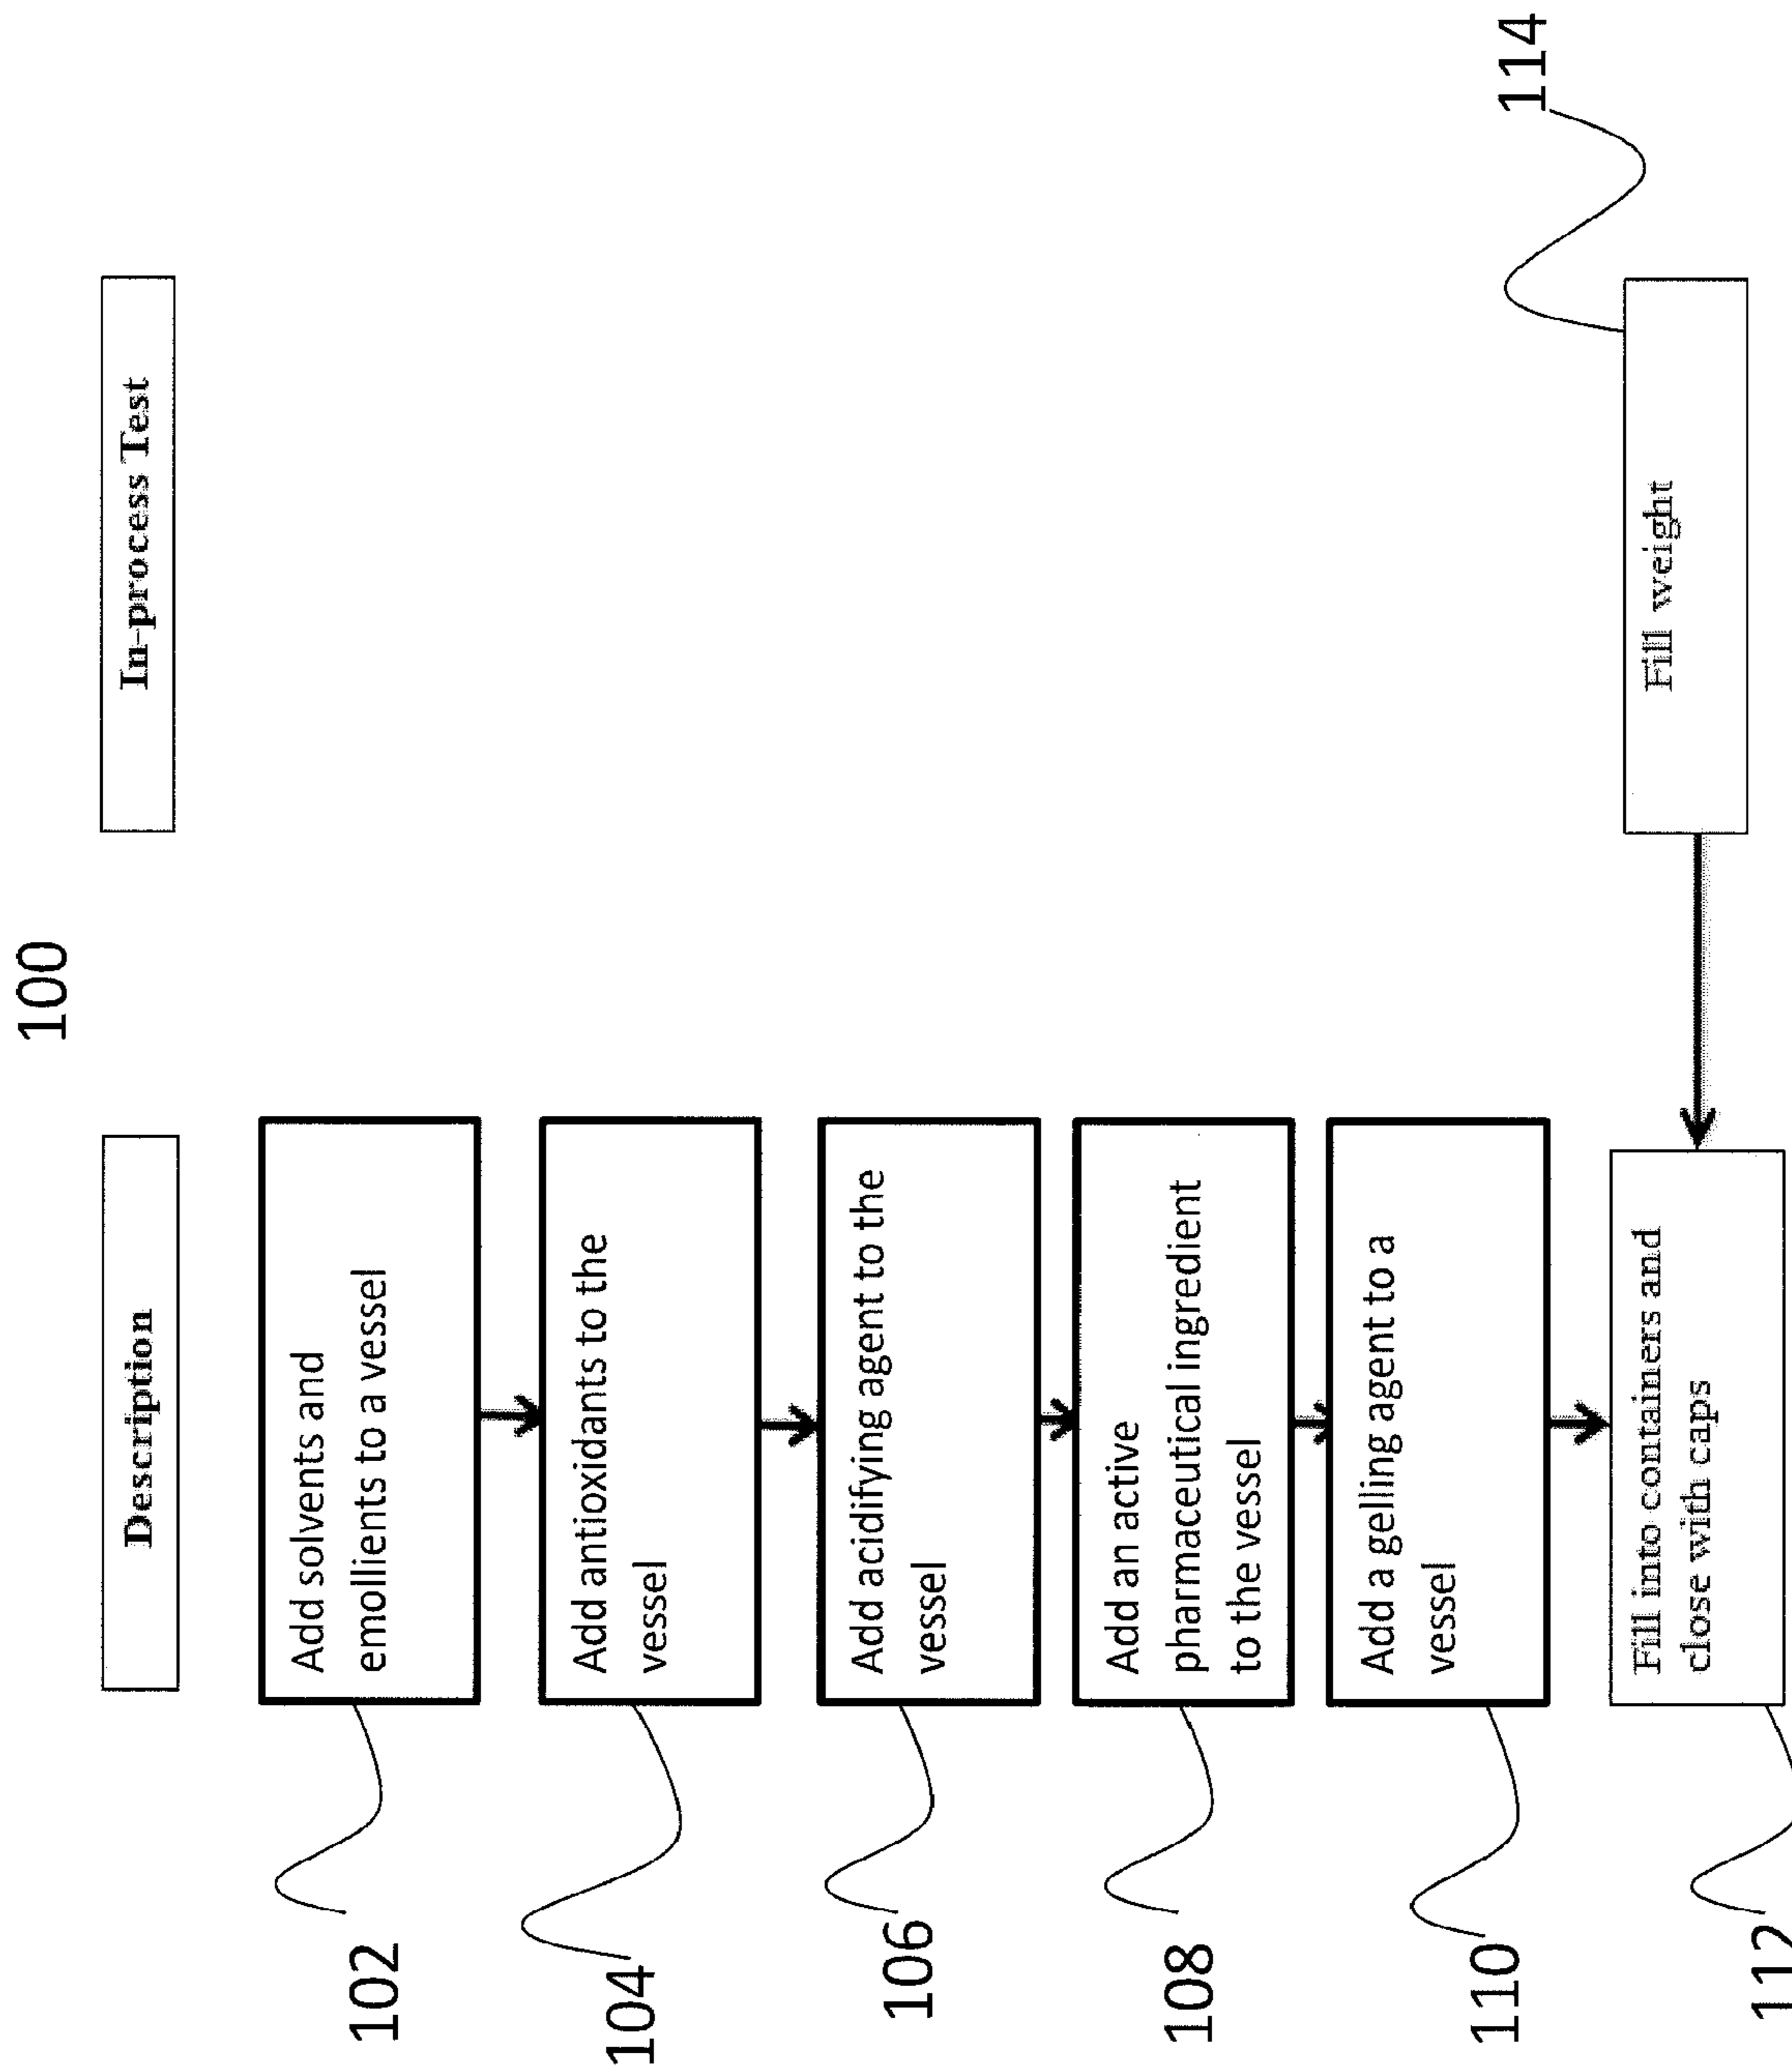 100
Description
In-process Test
102
Add solvents and
emollients to a vessel
104
Add antioxidants to the
vessel
106
Add acidifying agent to the
vessel
108
Add an active
pharmaceutical ingredient
to the vessel
110
Add a gelling agent to a
vessel
112
Fill into containers and
close with caps
Fill weight
114